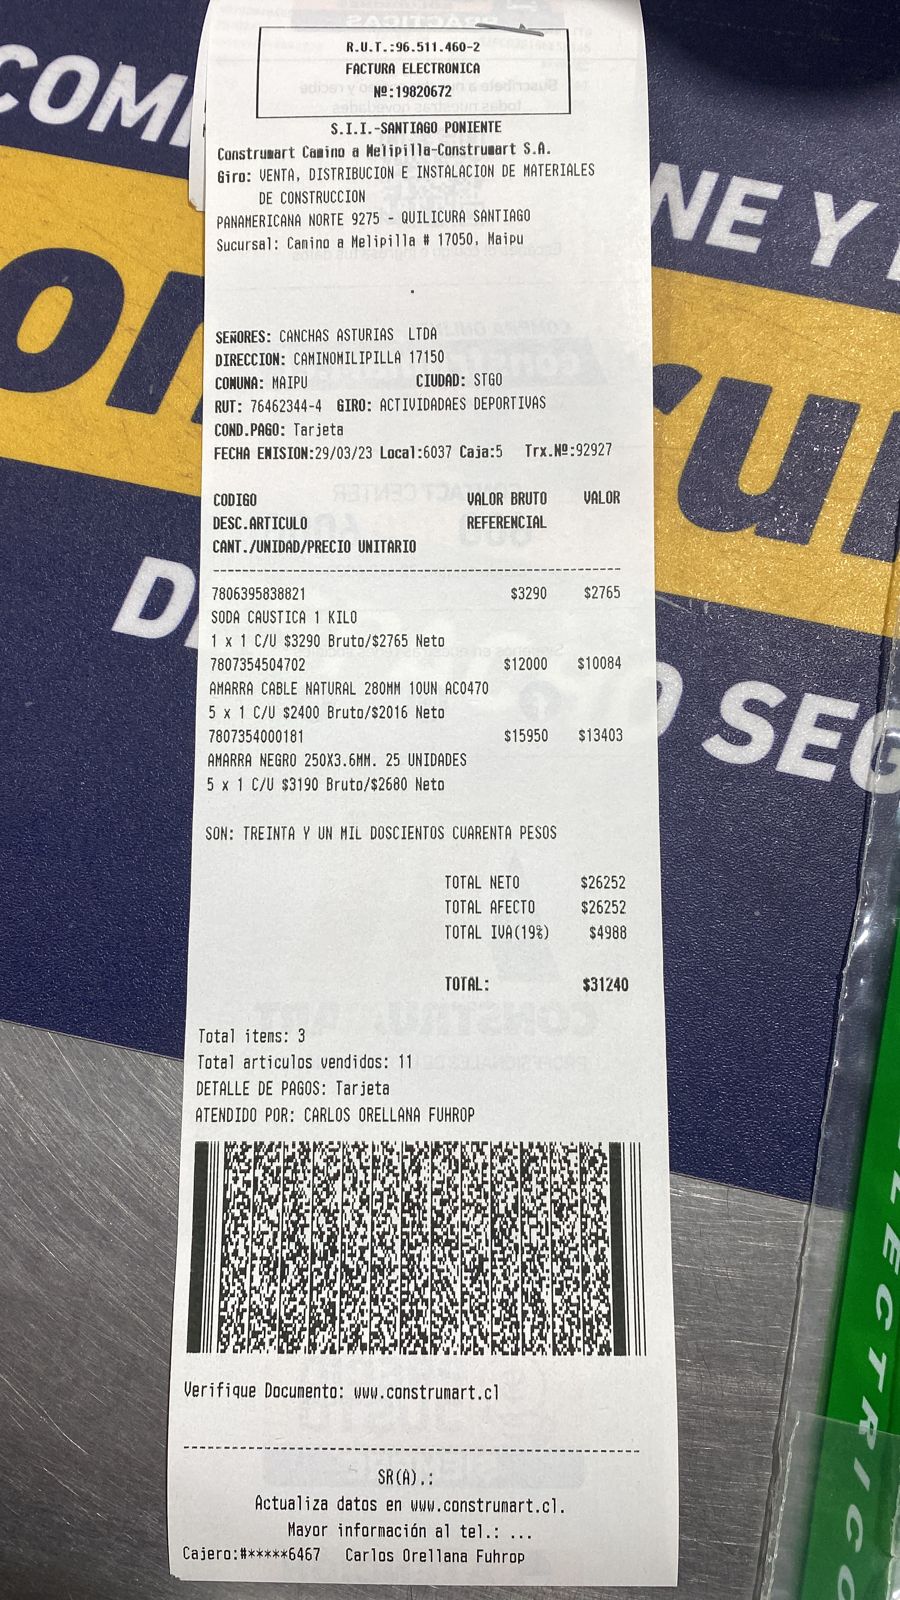 R.U.T.:96.511.460-2
FACTURA ELECTRONICA
Nº:19820672
S.I.I.-SANTIAGO PONIENTE
Construmart Camino a Melipilla-Construmart S.A.
Giro: VENTA, DISTRIBUCION E INSTALACION DE MATERIALES
DE CONSTRUCCION
PANAMERICANA NORTE 9275 - QUILICURA SANTIAGO
Sucursal: Camino a Melipilla # 17050, Maipu
SEÑORES: CANCHAS ASTURIAS LTDA
DIRECCION: CAMINOMILIPILLA 17150
COMUNA: MAIPU CIUDAD: STGO
RUT: 76462344-4 GIRO: ACTIVIDADAES DEPORTIVAS
COND.PAGO: Tarjeta
FECHA EMISION:29/03/23 Local:6037 Caja:5 Trx.Nº:92927
CODIGO VALOR BRUTO VALOR
DESC.ARTICULO REFERENCIAL
CANT./UNIDAD/PRECIO UNITARIO
7806395838821 $3290 $2765
SODA CAUSTICA 1 KILO
1 x 1 C/U $3290 Bruto/$2765 Neto
7807354504702 $12000 $10084
AMARRA CABLE NATURAL 280MM 10UN AC0470
5 x 1 C/U $2400 Bruto/$2016 Neto
7807354000181 $15950 $13403
AMARRA NEGRO 250X3.6MM. 25 UNIDADES
5 x 1 C/U $3190 Bruto/$2680 Neto
SON: TREINTA Y UN MIL DOSCIENTOS CUARENTA PESOS
TOTAL NETO $26252
TOTAL AFECTO $26252
TOTAL IVA(19%) $4988
TOTAL: $31240
Total items: 3
Total articulos vendidos: 11
DETALLE DE PAGOS: Tarjeta
ATENDIDO POR: CARLOS ORELLANA FUHROP
Verifique Documento: www.construmart.cl
SR(A).:
Actualiza datos en www.construmart.cl.
Mayor información al tel.: ...
Cajero:#*****6467 Carlos Orellana Fuhrop
COM
NE Y
on
ru
D
O SEG
LECTRICO